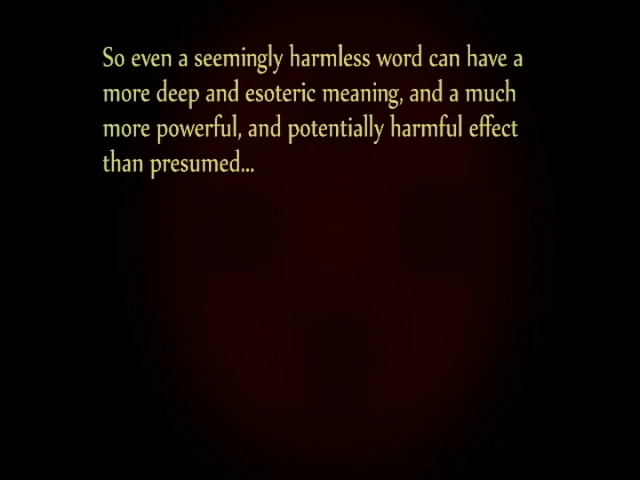 So even a seemingly harmless word can have a
more deep and esoteric meaning, and a much
more powerful, and potentially harmful effect
than presumed...